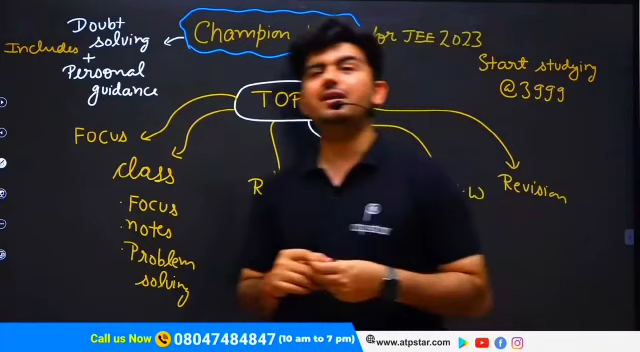 Doubt
Includes solving
+
Personal
guidance
Champion
for JEE 2023
Start studying
@3999
TOP
Focus
class
• Focus
• notes
• Problem
solving
R
W
Revision
atpstar
Call us Now 08047484847 (10 am to 7 pm)
www.atpstar.com